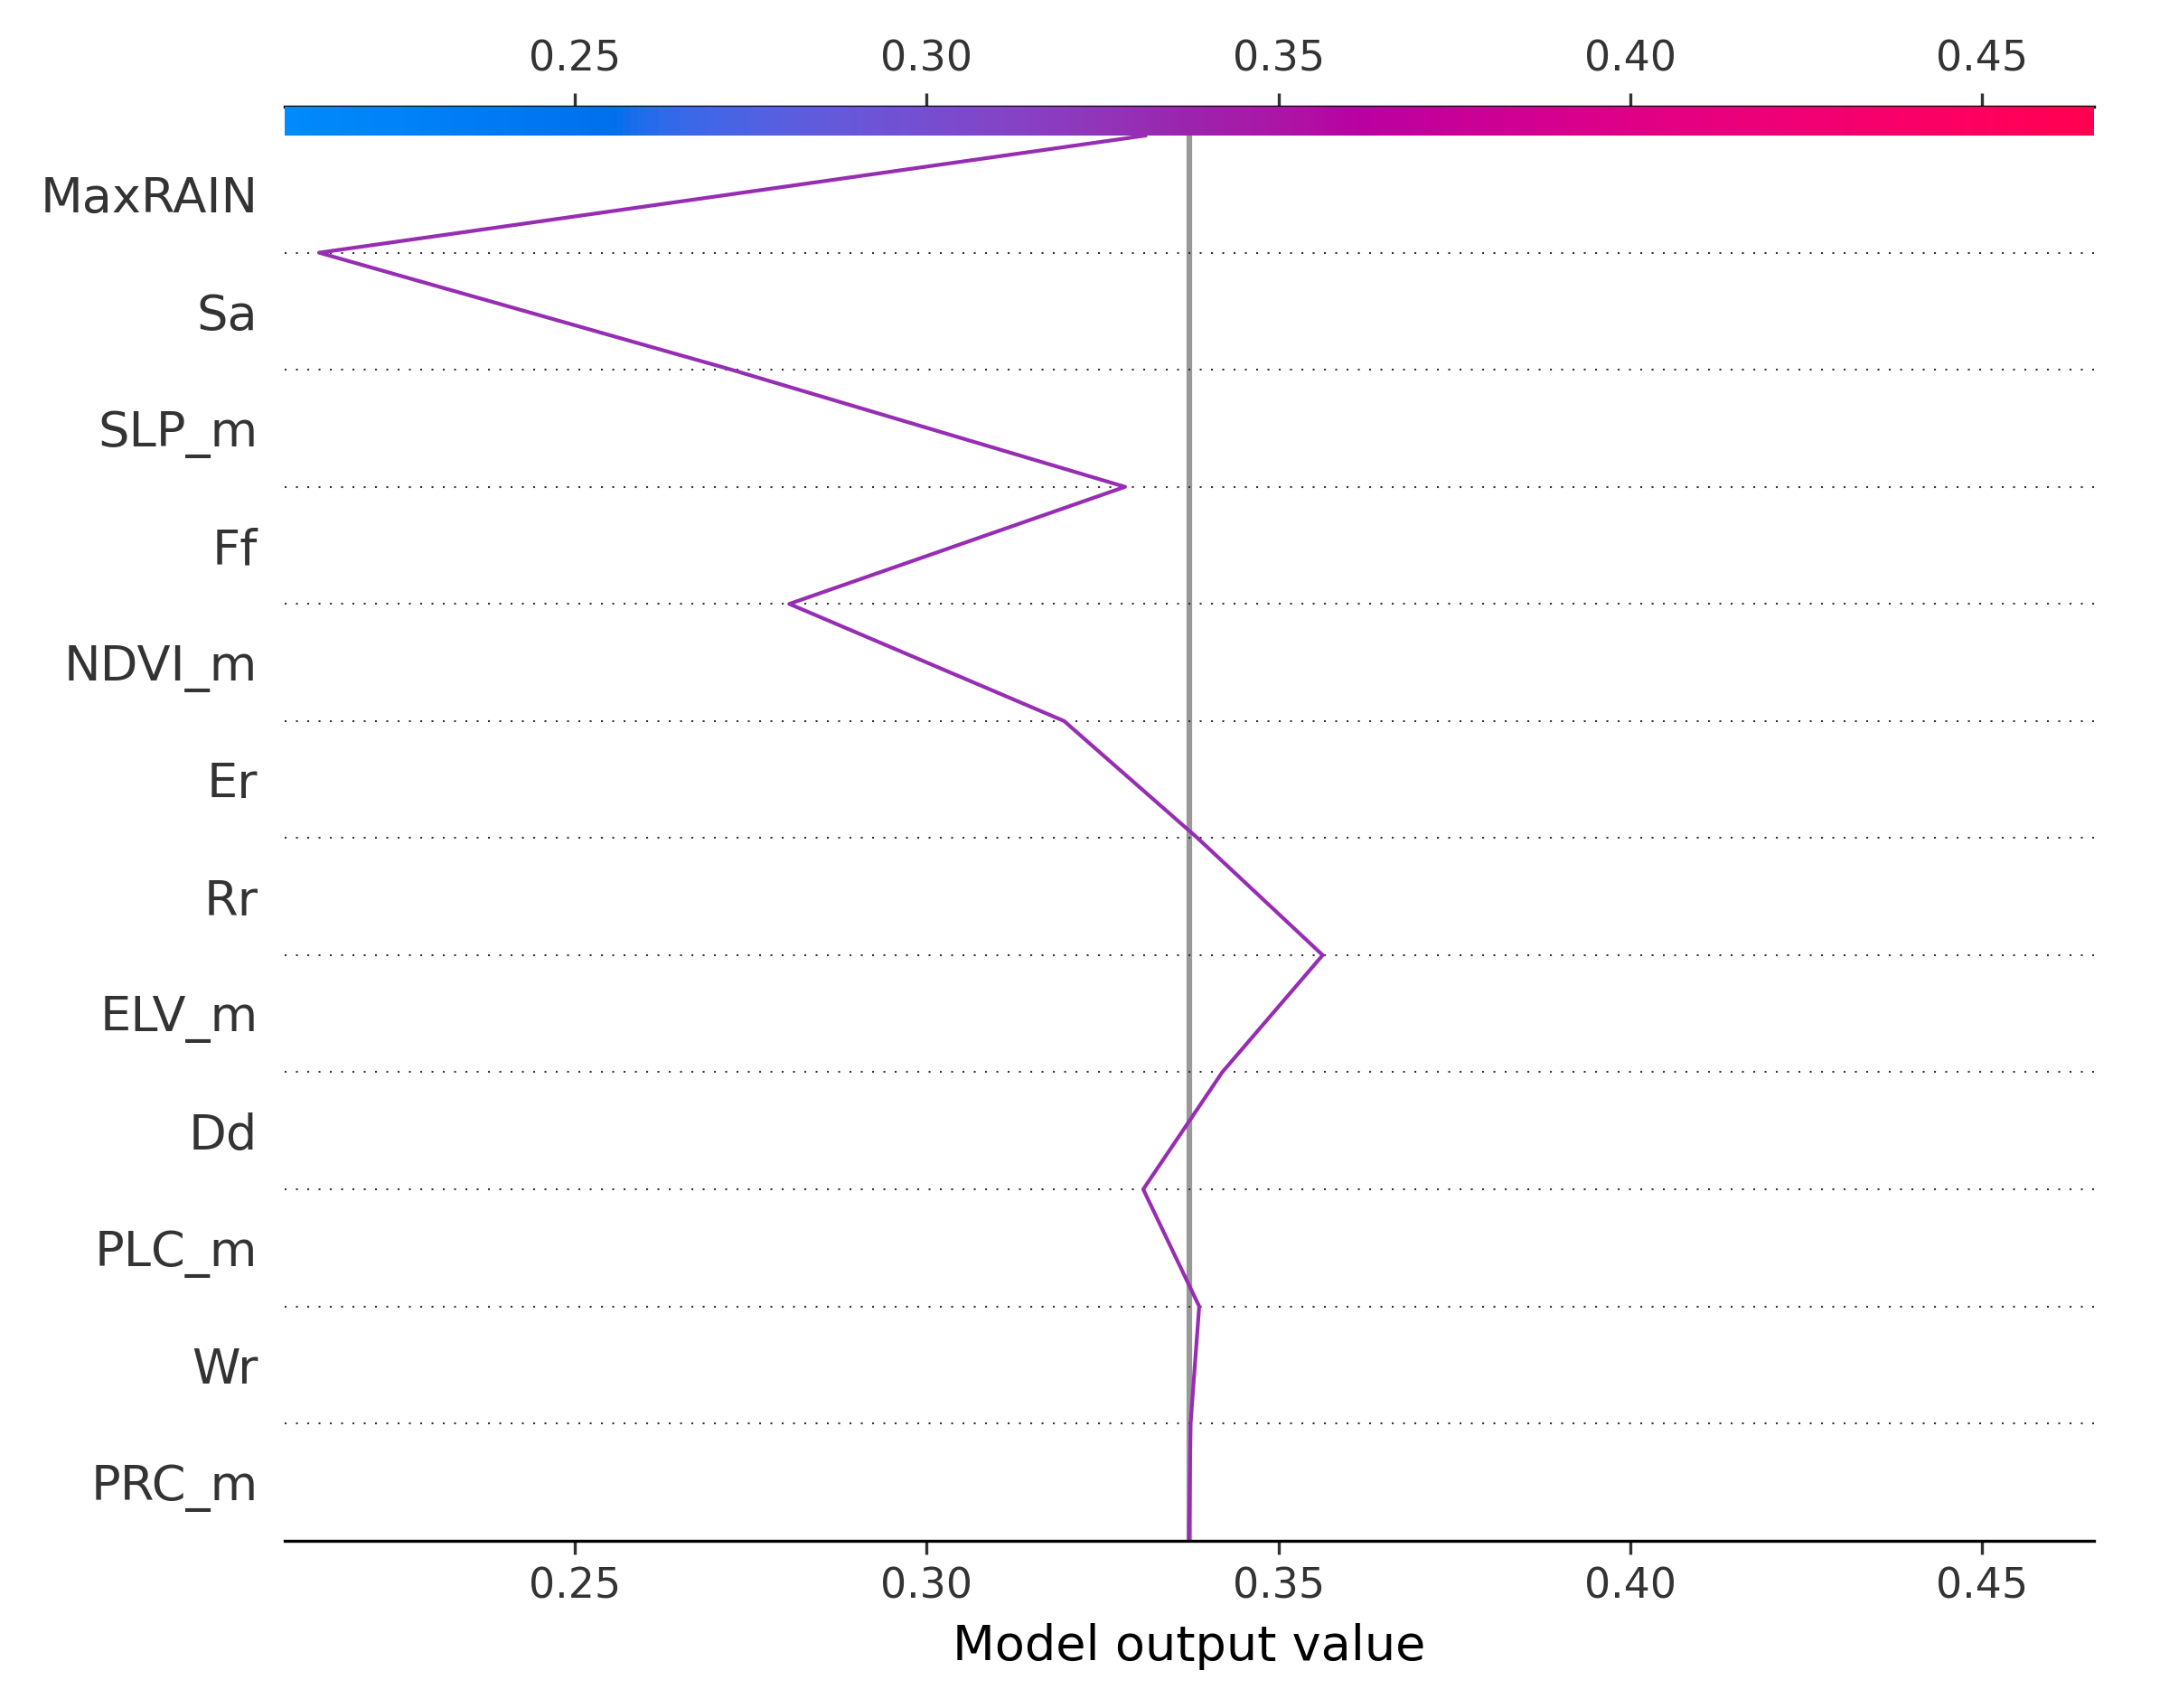 0.25 0.30 0.35 0.40 0.45
MaxRAIN
Sa
SLP_m
Ff
NDVI_m
Er
Rr
ELV_m
Dd
PLC_m
Wr
PRC_m
0.25 0.30 0.35 0.40 0.45
Model output value